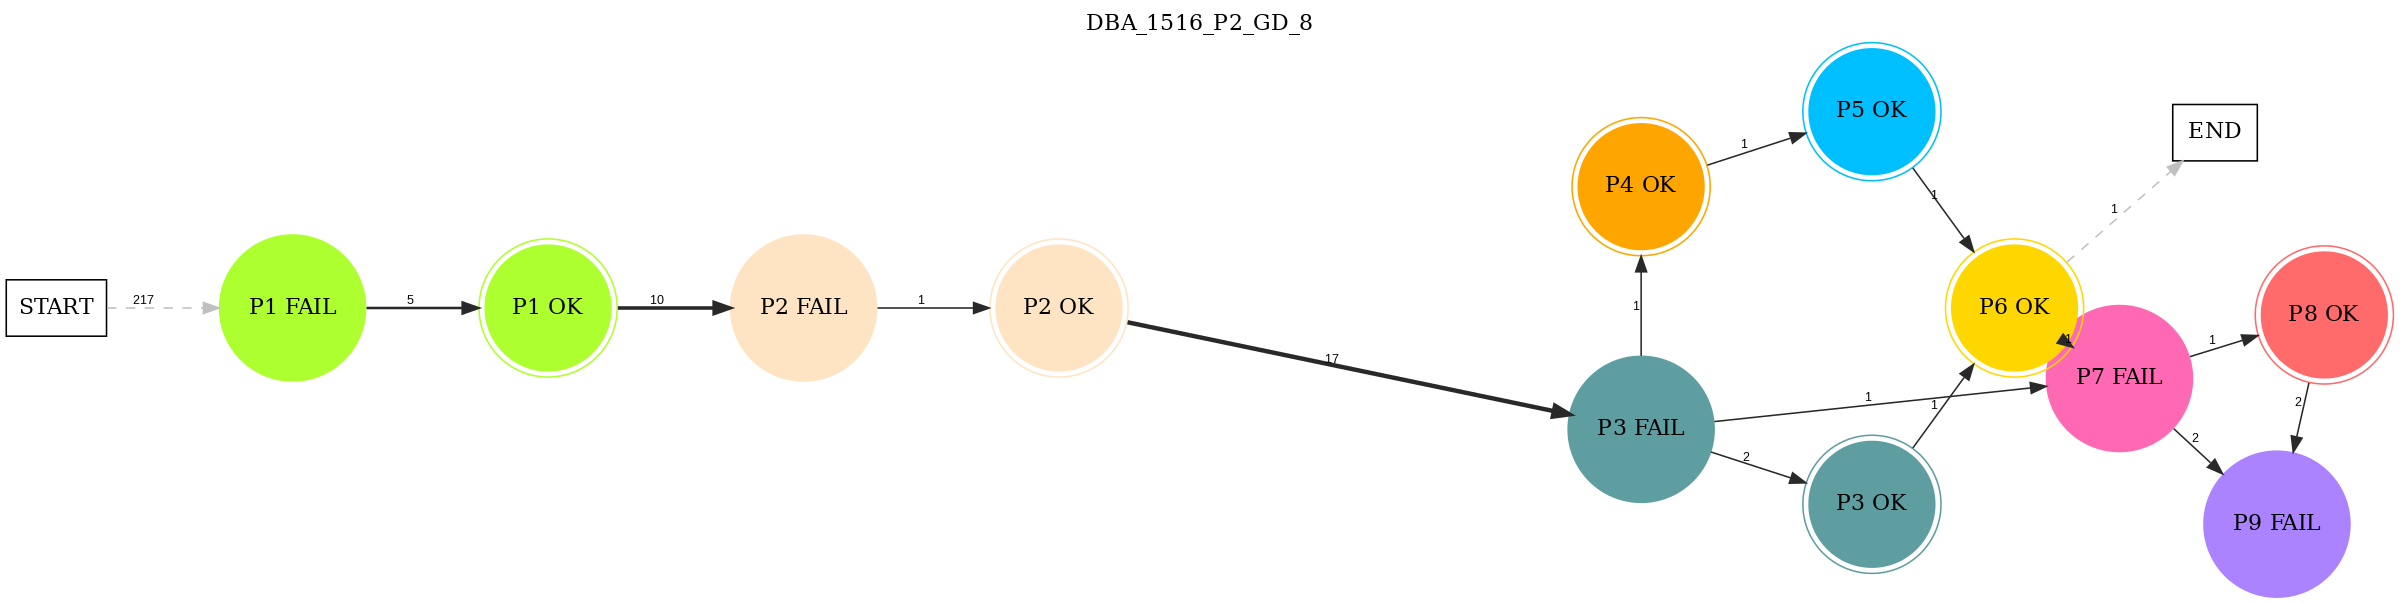 DBA_1516_P2_GD_8
START
217
P1 FAIL
5
P1 OK
10
P2 FAIL
1
P2 OK
17
P3 FAIL
1
P4 OK
1
P5 OK
1
1
2
P3 OK
1
P6 OK
1
END
1
P7 FAIL
1
P8 OK
2
2
P9 FAIL